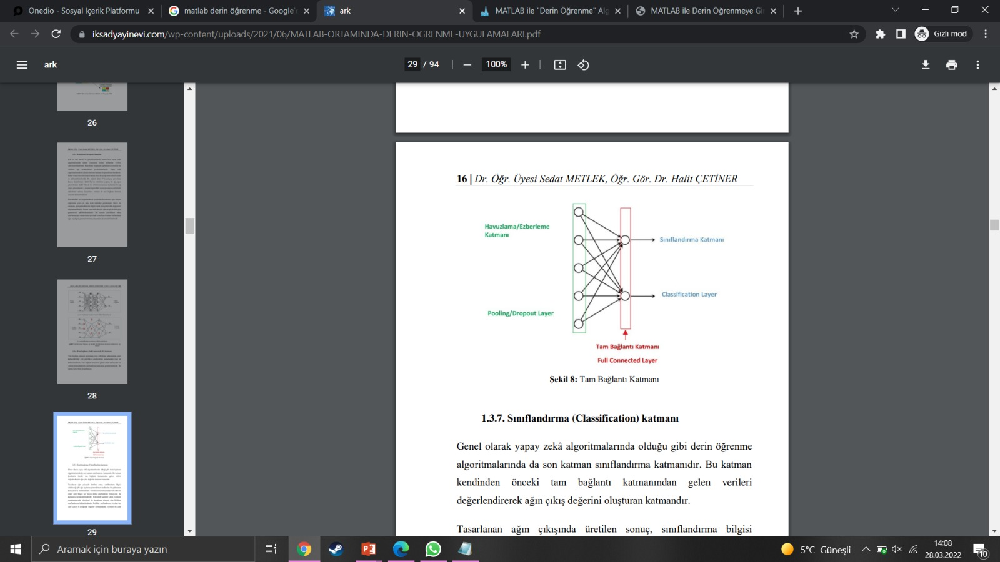 Onedio - Sosyal İçerik Platformu
matlab derin öğrenme - Google'
ark
MATLAB ile "Derin Öğrenme" Alg
MATLAB ile Derin Öğrenmeye Gi
iksadyayinevi.com/wp-content/uploads/2021/06/MATLAB-ORTAMINDA-DERIN-OGRENME-UYGULAMALARI.pdf
Gizli mod
ark
29 / 94
100%
26
27
28
29
16 | Dr. Öğr. Üyesi Sedat METLEK, Öğr. Gör. Dr. Halit ÇETİNER
Havuzlama/Ezberleme
Katmanı
Sınıflandırma Katmanı
Classification Layer
Pooling/Dropout Layer
Tam Bağlantı Katmanı
Full Connected Layer
Şekil 8: Tam Bağlantı Katmanı
1.3.7. Sınıflandırma (Classification) katmanı
Genel olarak yapay zekâ algoritmalarında olduğu gibi derin öğrenme
algoritmalarında da son katman sınıflandırma katmanıdır. Bu katman
kendinden önceki tam bağlantı katmanından gelen verileri
değerlendirerek ağın çıkış değerini oluşturan katmandır.
Tasarlanan ağın çıkışında üretilen sonuç, sınıflandırma bilgisi
Aramak için buraya yazın
5°C Güneşli
14:08
28.03.2022
10